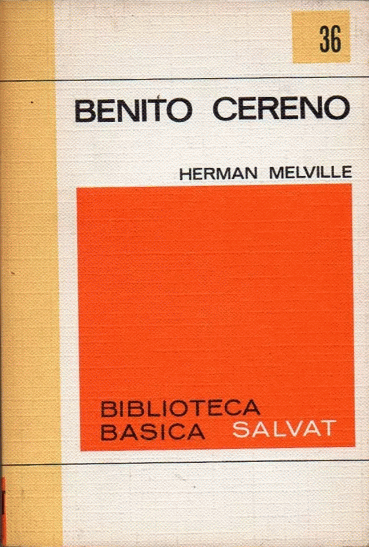 36
BENITO CERENO
HERMAN MELVILLE
BIBLIOTECA
BASICA SALVAT